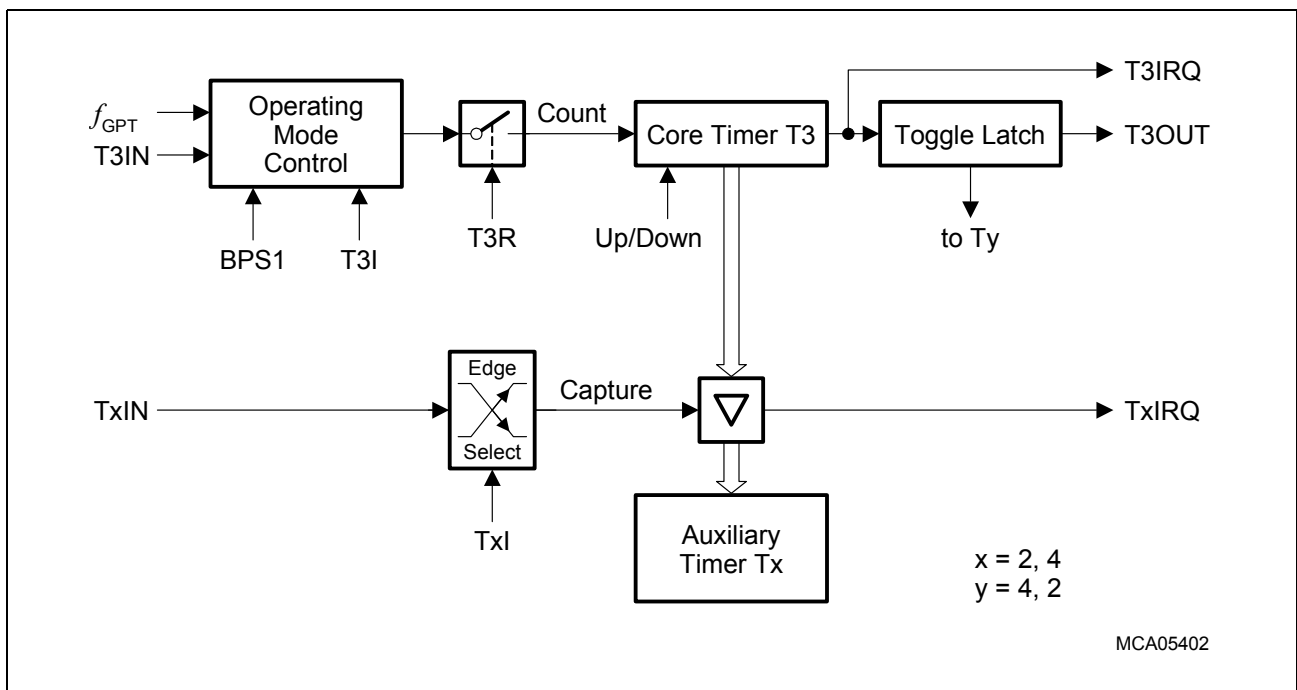 f GPT
T3IN
Operating
Mode
Control
BPS1
T3I
T3R
Count
Core Timer T3
Up/Down
Toggle Latch
to Ty
T3IRQ
T3OUT
TxIN
Edge
Select
TxI
Capture
TxIRQ
Auxiliary
Timer Tx
x = 2, 4
y = 4, 2
MCA05402